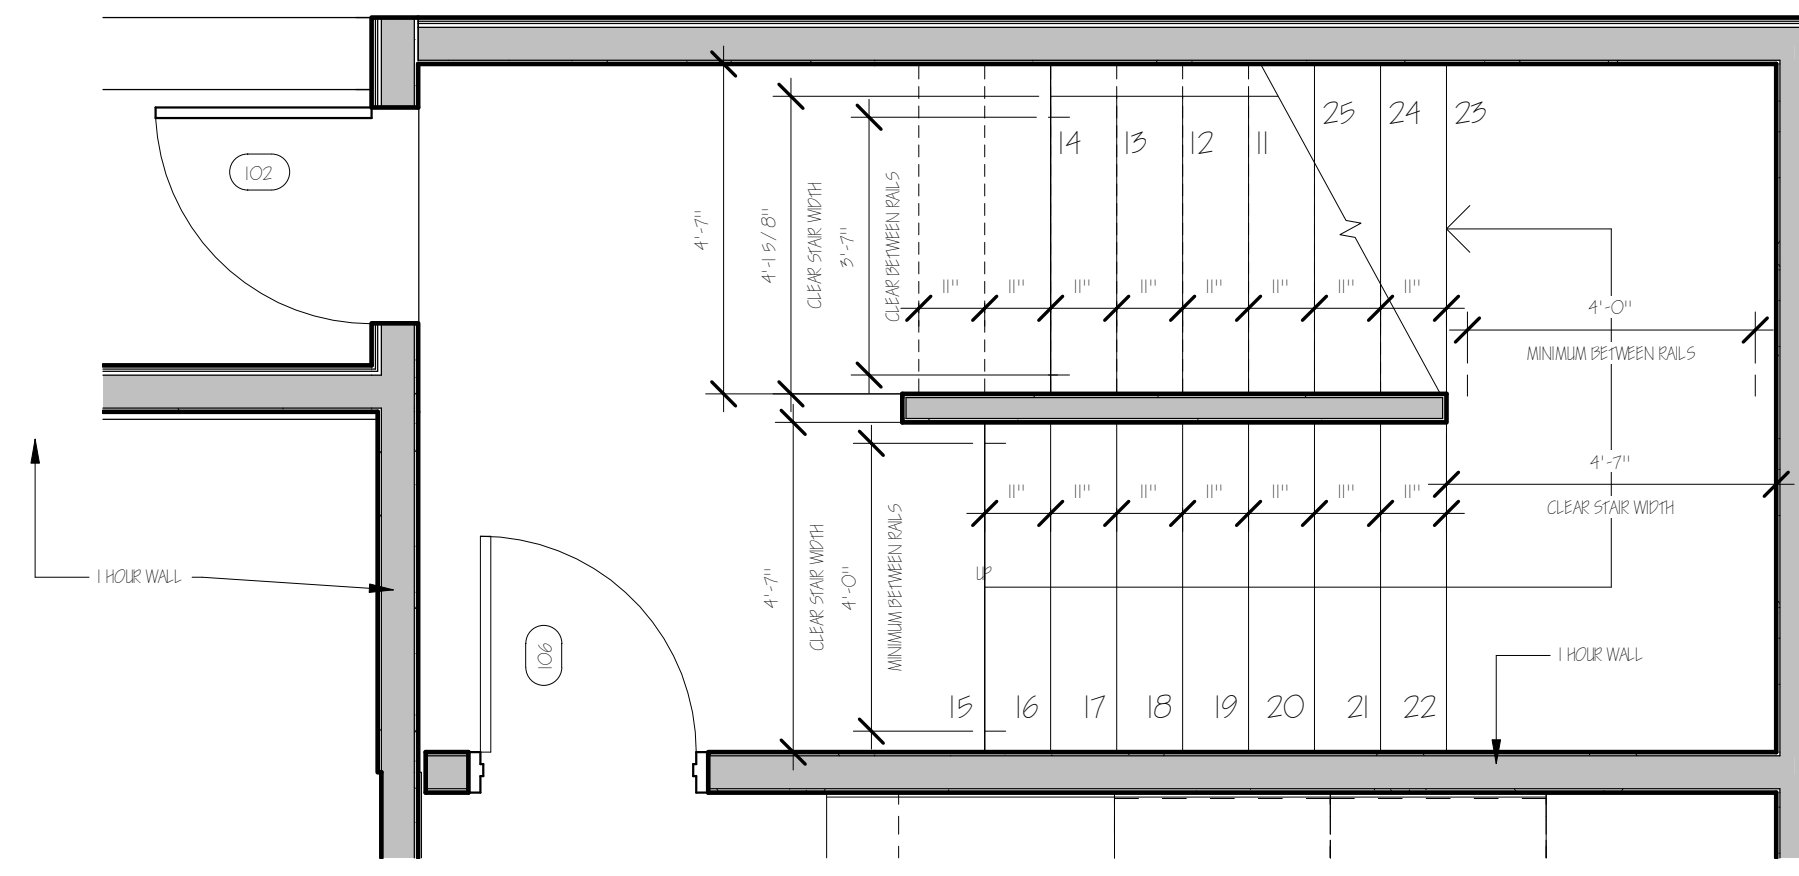 25 24 23
14 13 12 11
102
4'-7"
4'-1 5/8"
CLEAR STAIR WIDTH
3'-7"
CLEAR BETWEEN RAILS
11" 11" 11" 11" 11" 11" 11" 11"
4'-0"
MINIMUM BETWEEN RAILS
4'-7"
CLEAR STAIR WIDTH
11" 11" 11" 11" 11" 11" 11"
1 HOUR WALL
4'-7"
CLEAR STAIR WIDTH
4'-0"
MINIMUM BETWEEN RAILS
UP
106
1 HOUR WALL
15 16 17 18 19 20 21 22